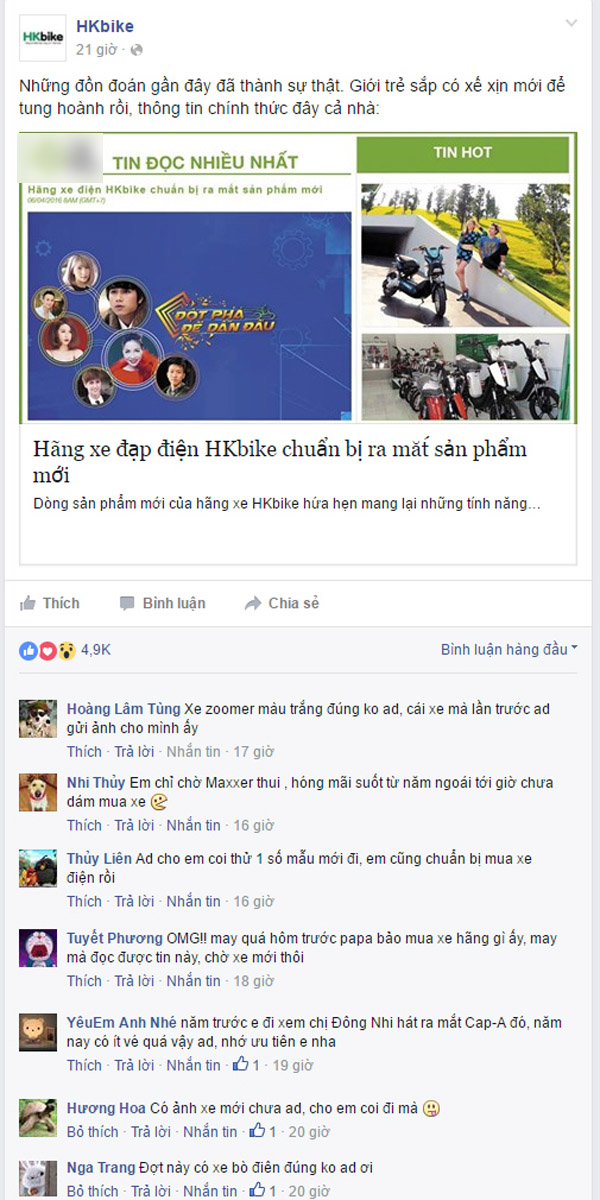 HKbike
HKbike
21 giờ
Những đồn đoán gần đây đã thành sự thật. Giới trẻ sắp có xế xịn mới để
tung hoành rồi, thông tin chính thức đây cả nhà:
TIN ĐỌC NHIỀU NHẤT
TIN HOT
Hãng xe điện HKbike chuẩn bị ra mắt sản phẩm mới
06/04/2016 8AM (GMT+7)
ĐỘT PHÁ
ĐỂ DẪN ĐẦU
Hãng xe đạp điện HKbike chuẩn bị ra mắt sản phẩm
mới
Dòng sản phẩm mới của hãng xe HKbike hứa hẹn mang lại những tính năng...
Thích Bình luận Chia sẻ
4,9K Bình luận hàng đầu
Hoàng Lâm Tùng Xe zoomer màu trắng đúng ko ad, cái xe mà lần trước ad
gửi ảnh cho mình ấy
Thích · Trả lời · Nhắn tin · 17 giờ
Nhi Thủy Em chỉ chờ Maxxer thui , hóng mãi suốt từ năm ngoái tới giờ chưa
dám mua xe
Thích · Trả lời · Nhắn tin · 16 giờ
Thủy Liên Ad cho em coi thử 1 số mẫu mới đi, em cũng chuẩn bị mua xe
điện rồi
Thích · Trả lời · Nhắn tin · 16 giờ
Tuyết Phương OMG!! may quá hôm trước papa bảo mua xe hãng gì ấy, may
mà đọc được tin này, chờ xe mới thôi
Thích · Trả lời · Nhắn tin · 18 giờ
YêuEm Anh Nhé năm trước e đi xem chị Đông Nhi hát ra mắt Cap-A đó, năm
nay có ít vé quá vậy ad, nhớ ưu tiên e nha
Thích · Trả lời · Nhắn tin · 1 · 19 giờ
Hương Hoa Có ảnh xe mới chưa ad, cho em coi đi mà
Bỏ thích · Trả lời · Nhắn tin · 1 · 20 giờ
Nga Trang Đợt này có xe bò điên đúng ko ad ơi
Bỏ thích · Trả lời · Nhắn tin · 1 · 20 giờ